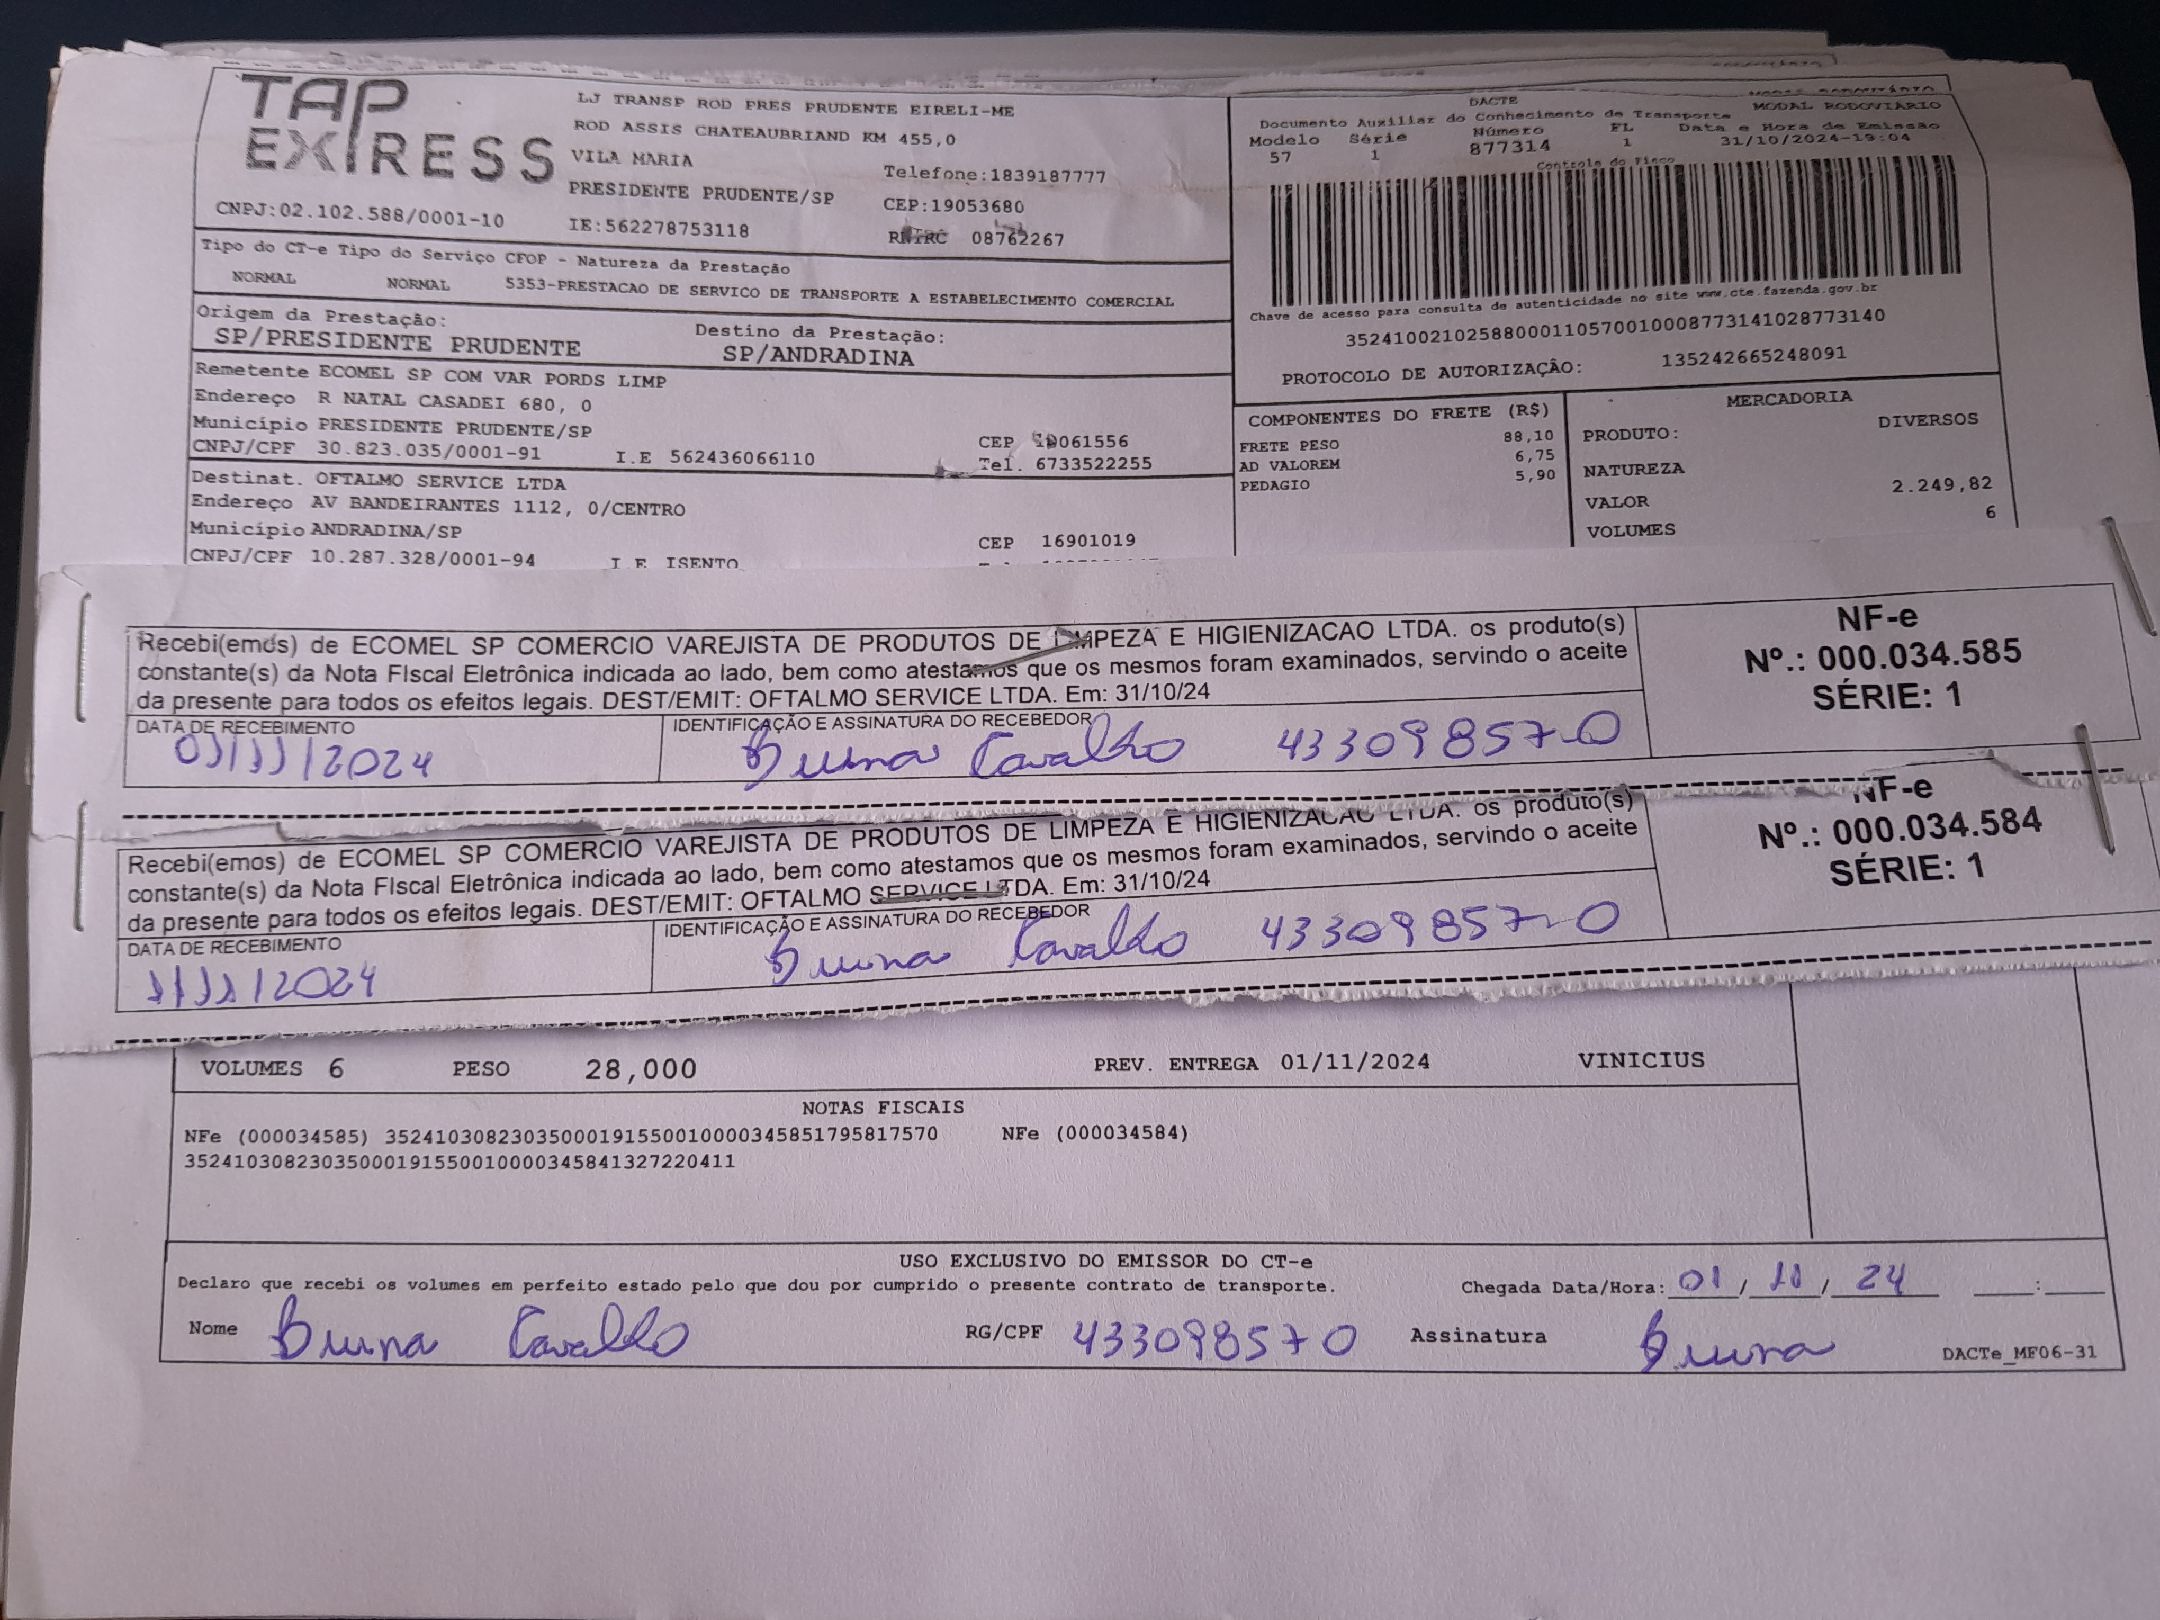 TAP
EXPRESS
LJ TRANSP ROD PRES PRUDENTE EIRELI-ME
ROD ASSIS CHATEAUBRIAND KM 455,0
VILA MARIA
Telefone:1839187777
PRESIDENTE PRUDENTE/SP
CEP:19053680
CNPJ:02.102.588/0001-10
IE:562278753118
RNTRC 08762267
DACTE
MODAL RODOVIÁRIO
Documento Auxiliar do Conhecimento de Transporte
Modelo Série Número FL Data e Hora de Emissão
57 1 877314 1 31/10/2024-19:04
Controle do Fisco
Chave de acesso para consulta de autenticidade no site www.cte.fazenda.gov.br
35241002102588000110570010008773141028773140
PROTOCOLO DE AUTORIZAÇÃO: 135242665248091
Tipo do CT-e Tipo do Serviço CFOP - Natureza da Prestação
NORMAL NORMAL 5353-PRESTACAO DE SERVICO DE TRANSPORTE A ESTABELECIMENTO COMERCIAL
Origem da Prestação: Destino da Prestação:
SP/PRESIDENTE PRUDENTE SP/ANDRADINA
Remetente ECOMEL SP COM VAR PORDS LIMP
Endereço R NATAL CASADEI 680, 0
Município PRESIDENTE PRUDENTE/SP CEP 19061556
CNPJ/CPF 30.823.035/0001-91 I.E 562436066110 Tel. 6733522255
Destinat. OFTALMO SERVICE LTDA
Endereço AV BANDEIRANTES 1112, 0/CENTRO
Município ANDRADINA/SP CEP 16901019
CNPJ/CPF 10.287.328/0001-94 I.E ISENTO
COMPONENTES DO FRETE (R$)
FRETE PESO 88,10
AD VALOREM 6,75
PEDAGIO 5,90
MERCADORIA
PRODUTO: DIVERSOS
NATUREZA
VALOR 2.249,82
VOLUMES 6
Recebi(emos) de ECOMEL SP COMERCIO VAREJISTA DE PRODUTOS DE LIMPEZA E HIGIENIZACAO LTDA. os produto(s)
constante(s) da Nota FIscal Eletrônica indicada ao lado, bem como atestamos que os mesmos foram examinados, servindo o aceite
da presente para todos os efeitos legais. DEST/EMIT: OFTALMO SERVICE LTDA. Em: 31/10/24
DATA DE RECEBIMENTO IDENTIFICAÇÃO E ASSINATURA DO RECEBEDOR
01/11/2024 Bruna Carvalho 43309857-0
NF-e
Nº.: 000.034.585
SÉRIE: 1
Recebi(emos) de ECOMEL SP COMERCIO VAREJISTA DE PRODUTOS DE LIMPEZA E HIGIENIZACAO LTDA. os produto(s)
constante(s) da Nota FIscal Eletrônica indicada ao lado, bem como atestamos que os mesmos foram examinados, servindo o aceite
da presente para todos os efeitos legais. DEST/EMIT: OFTALMO SERVICE LTDA. Em: 31/10/24
DATA DE RECEBIMENTO IDENTIFICAÇÃO E ASSINATURA DO RECEBEDOR
11/11/2024 Bruna Carvalho 43309857-0
NF-e
Nº.: 000.034.584
SÉRIE: 1
VOLUMES 6 PESO 28,000 PREV. ENTREGA 01/11/2024 VINICIUS
NOTAS FISCAIS
NFe (000034585) 35241030823035000191550010000345851795817570 NFe (000034584)
35241030823035000191550010000345841327220411
USO EXCLUSIVO DO EMISSOR DO CT-e
Declaro que recebi os volumes em perfeito estado pelo que dou por cumprido o presente contrato de transporte. Chegada Data/Hora: 01/11/24 :
Nome Bruna Carvalho RG/CPF 433098570 Assinatura Bruna
DACTe_MF06-31